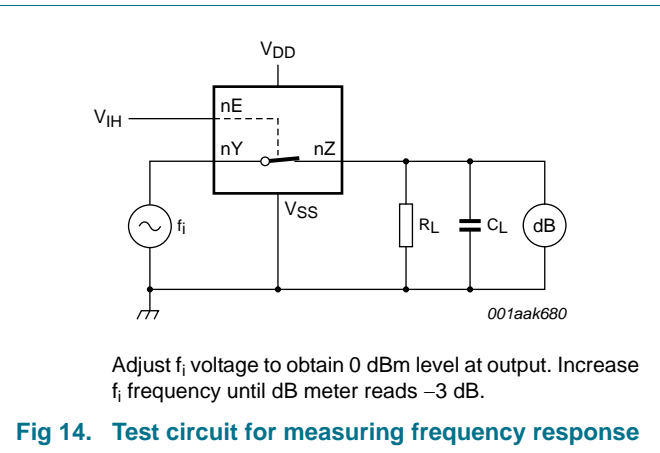 VDD
nE
VIH
nY
nZ
VSS
fi
RL
CL
dB
001aak680
Adjust fi voltage to obtain 0 dBm level at output. Increase
fi frequency until dB meter reads −3 dB.
Fig 14. Test circuit for measuring frequency response